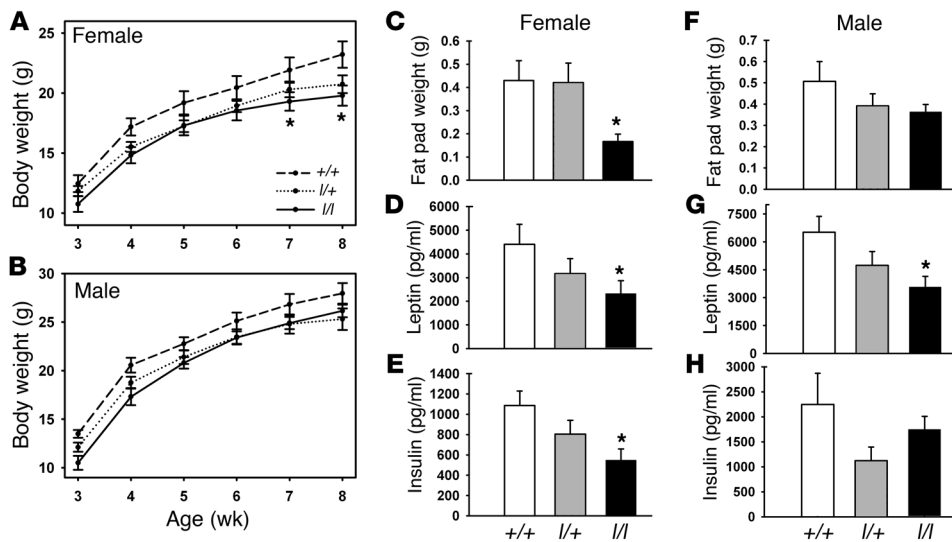 A
Female
Body weight (g)
25
20
15
10
+/+
l/+
l/l
*
*
3 4 5 6 7 8
B
Male
Body weight (g)
30
25
20
15
10
3 4 5 6 7 8
Age (wk)
C
Female
Fat pad weight (g)
0.6
0.5
0.4
0.3
0.2
0.1
0.0
*
D
Leptin (pg/ml)
6000
5000
4000
3000
2000
1000
0
*
E
Insulin (pg/ml)
1400
1200
1000
800
600
400
200
0
*
+/+ l/+ l/l
F
Male
Fat pad weight (g)
0.7
0.6
0.5
0.4
0.3
0.2
0.1
0.0
G
Leptin (pg/ml)
7500
6000
4500
3000
1500
0
*
H
Insulin (pg/ml)
3000
2500
2000
1500
1000
500
0
+/+ l/+ l/l